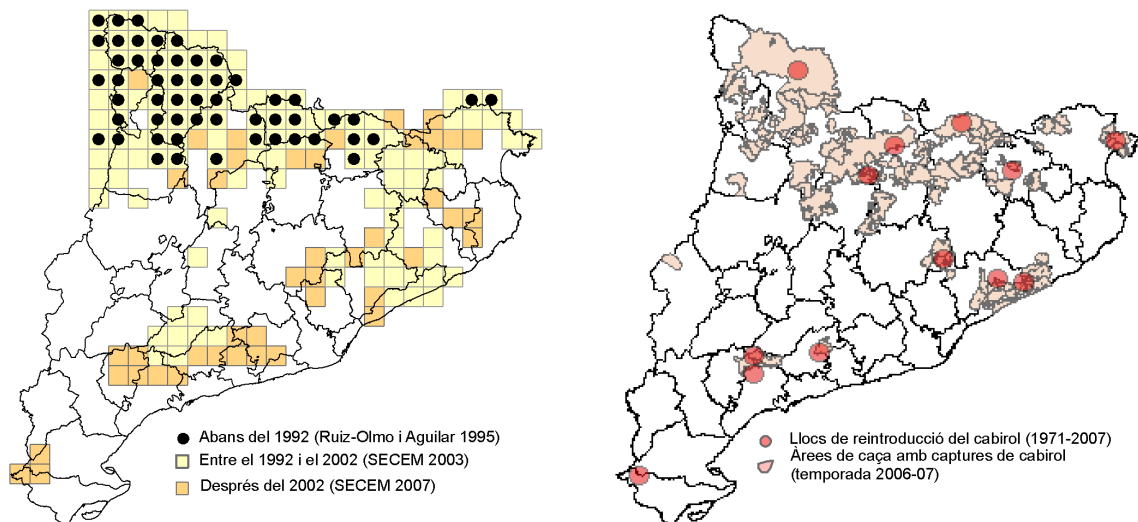 Abans del 1992 (Ruiz-Olmo i Aguilar 1995)
Entre el 1992 i el 2002 (SECEM 2003)
Després del 2002 (SECEM 2007)
Llocs de reintroducció del cabirol (1971-2007)
Àrees de caça amb captures de cabirol
(temporada 2006-07)